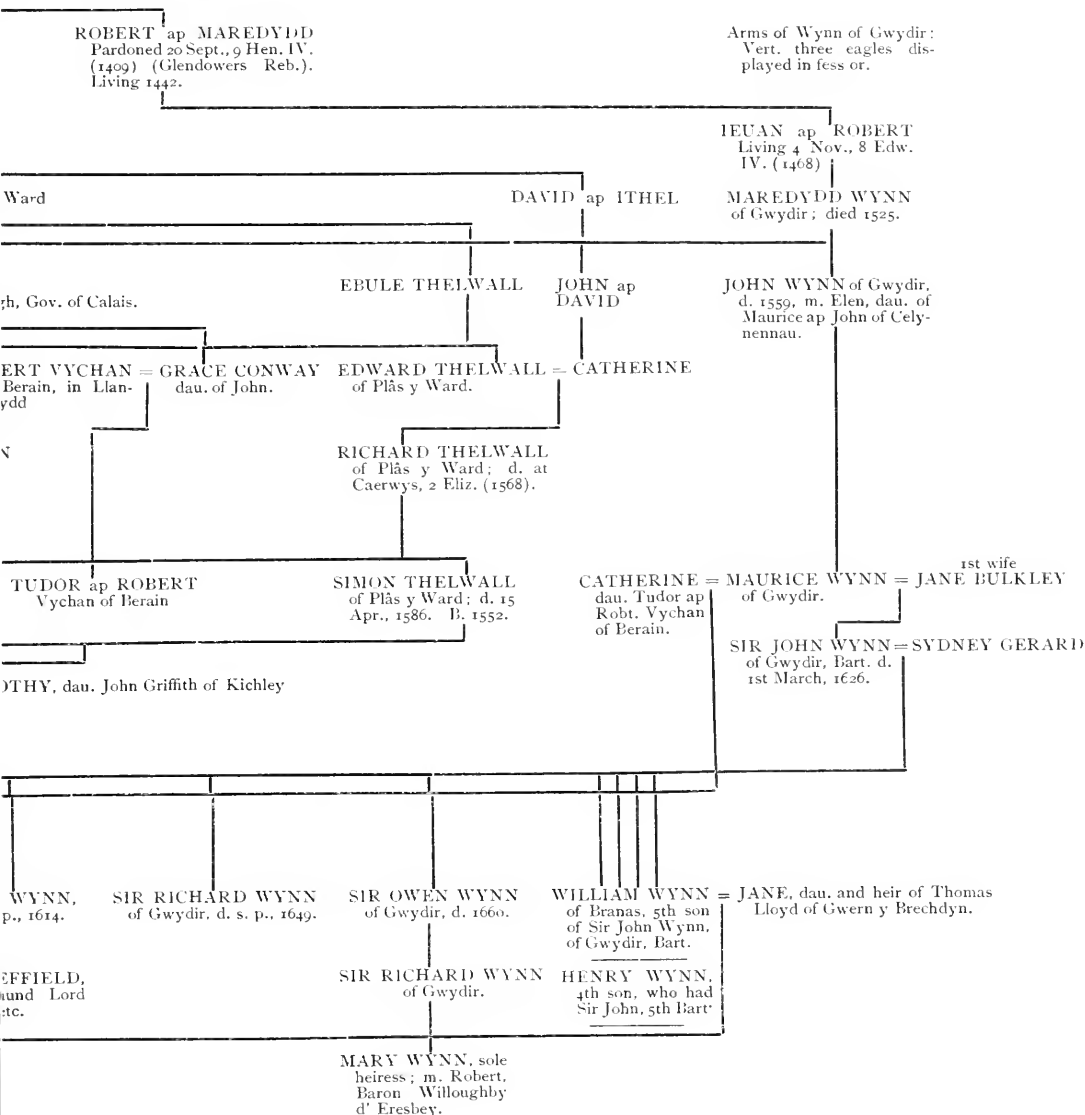 ROBERT ap MAREDYDD
Pardoned 20 Sept., 9 Hen. IV.
(1409) (Glendowers Reb.).
Living 1442.
Arms of Wynn of Gwydir:
Vert. three eagles dis-
played in fess or.
IEUAN ap ROBERT
Living 4 Nov., 8 Edw.
IV. (1468)
Ward
DAVID ap ITHEL
MAREDYDD WYNN
of Gwydir; died 1525.
EBULE THELWALL
JOHN ap
DAVID
JOHN WYNN of Gwydir,
d. 1559, m. Elen, dau. of
Maurice ap John of Cely-
nennau.
gh, Gov. of Calais.
ERT VYCHAN = GRACE CONWAY
Berain, in Llan-
ydd
dau. of John.
EDWARD THELWALL = CATHERINE
of Plâs y Ward.
N
RICHARD THELWALL
of Plâs y Ward; d. at
Caerwys, 2 Eliz. (1568).
TUDOR ap ROBERT
Vychan of Berain
SIMON THELWALL
of Plâs y Ward; d. 15
Apr., 1586. B. 1552.
1st wife
CATHERINE = MAURICE WYNN = JANE BULKLEY
dau. Tudor ap
Robt. Vychan
of Berain.
of Gwydir.
SIR JOHN WYNN = SYDNEY GERARD
of Gwydir, Bart. d.
1st March, 1626.
OTHY, dau. John Griffith of Kichley
WYNN,
p., 1614.
SIR RICHARD WYNN
of Gwydir, d. s. p., 1649.
SIR OWEN WYNN
of Gwydir, d. 1660.
WILLIAM WYNN = JANE, dau. and heir of Thomas
of Branas, 5th son
of Sir John Wynn,
of Gwydir, Bart.
Lloyd of Gwern y Brechdyn.
EFFIELD,
mund Lord
etc.
SIR RICHARD WYNN
of Gwydir.
HENRY WYNN,
4th son, who had
Sir John, 5th Bart.
MARY WYNN, sole
heiress; m. Robert,
Baron Willoughby
d' Eresbey.